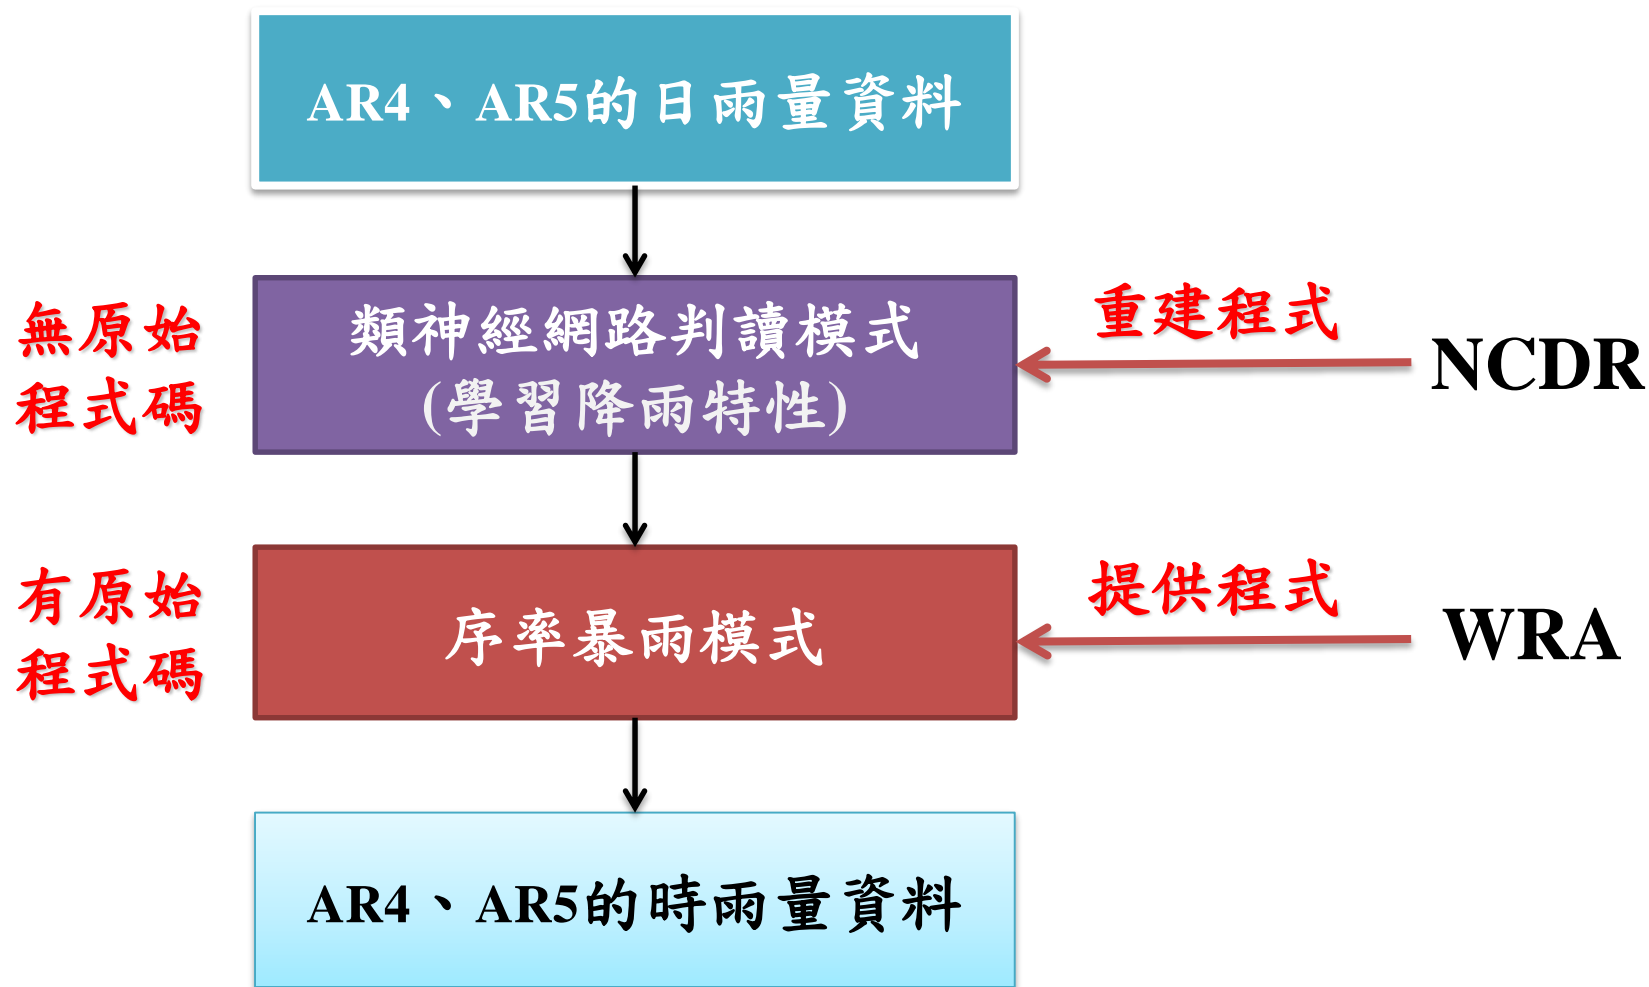 AR4、AR5的日雨量資料
無原始
程式碼
類神經網路判讀模式
(學習降雨特性)
重建程式
NCDR
有原始
程式碼
序率暴雨模式
提供程式
WRA
AR4、AR5的時雨量資料